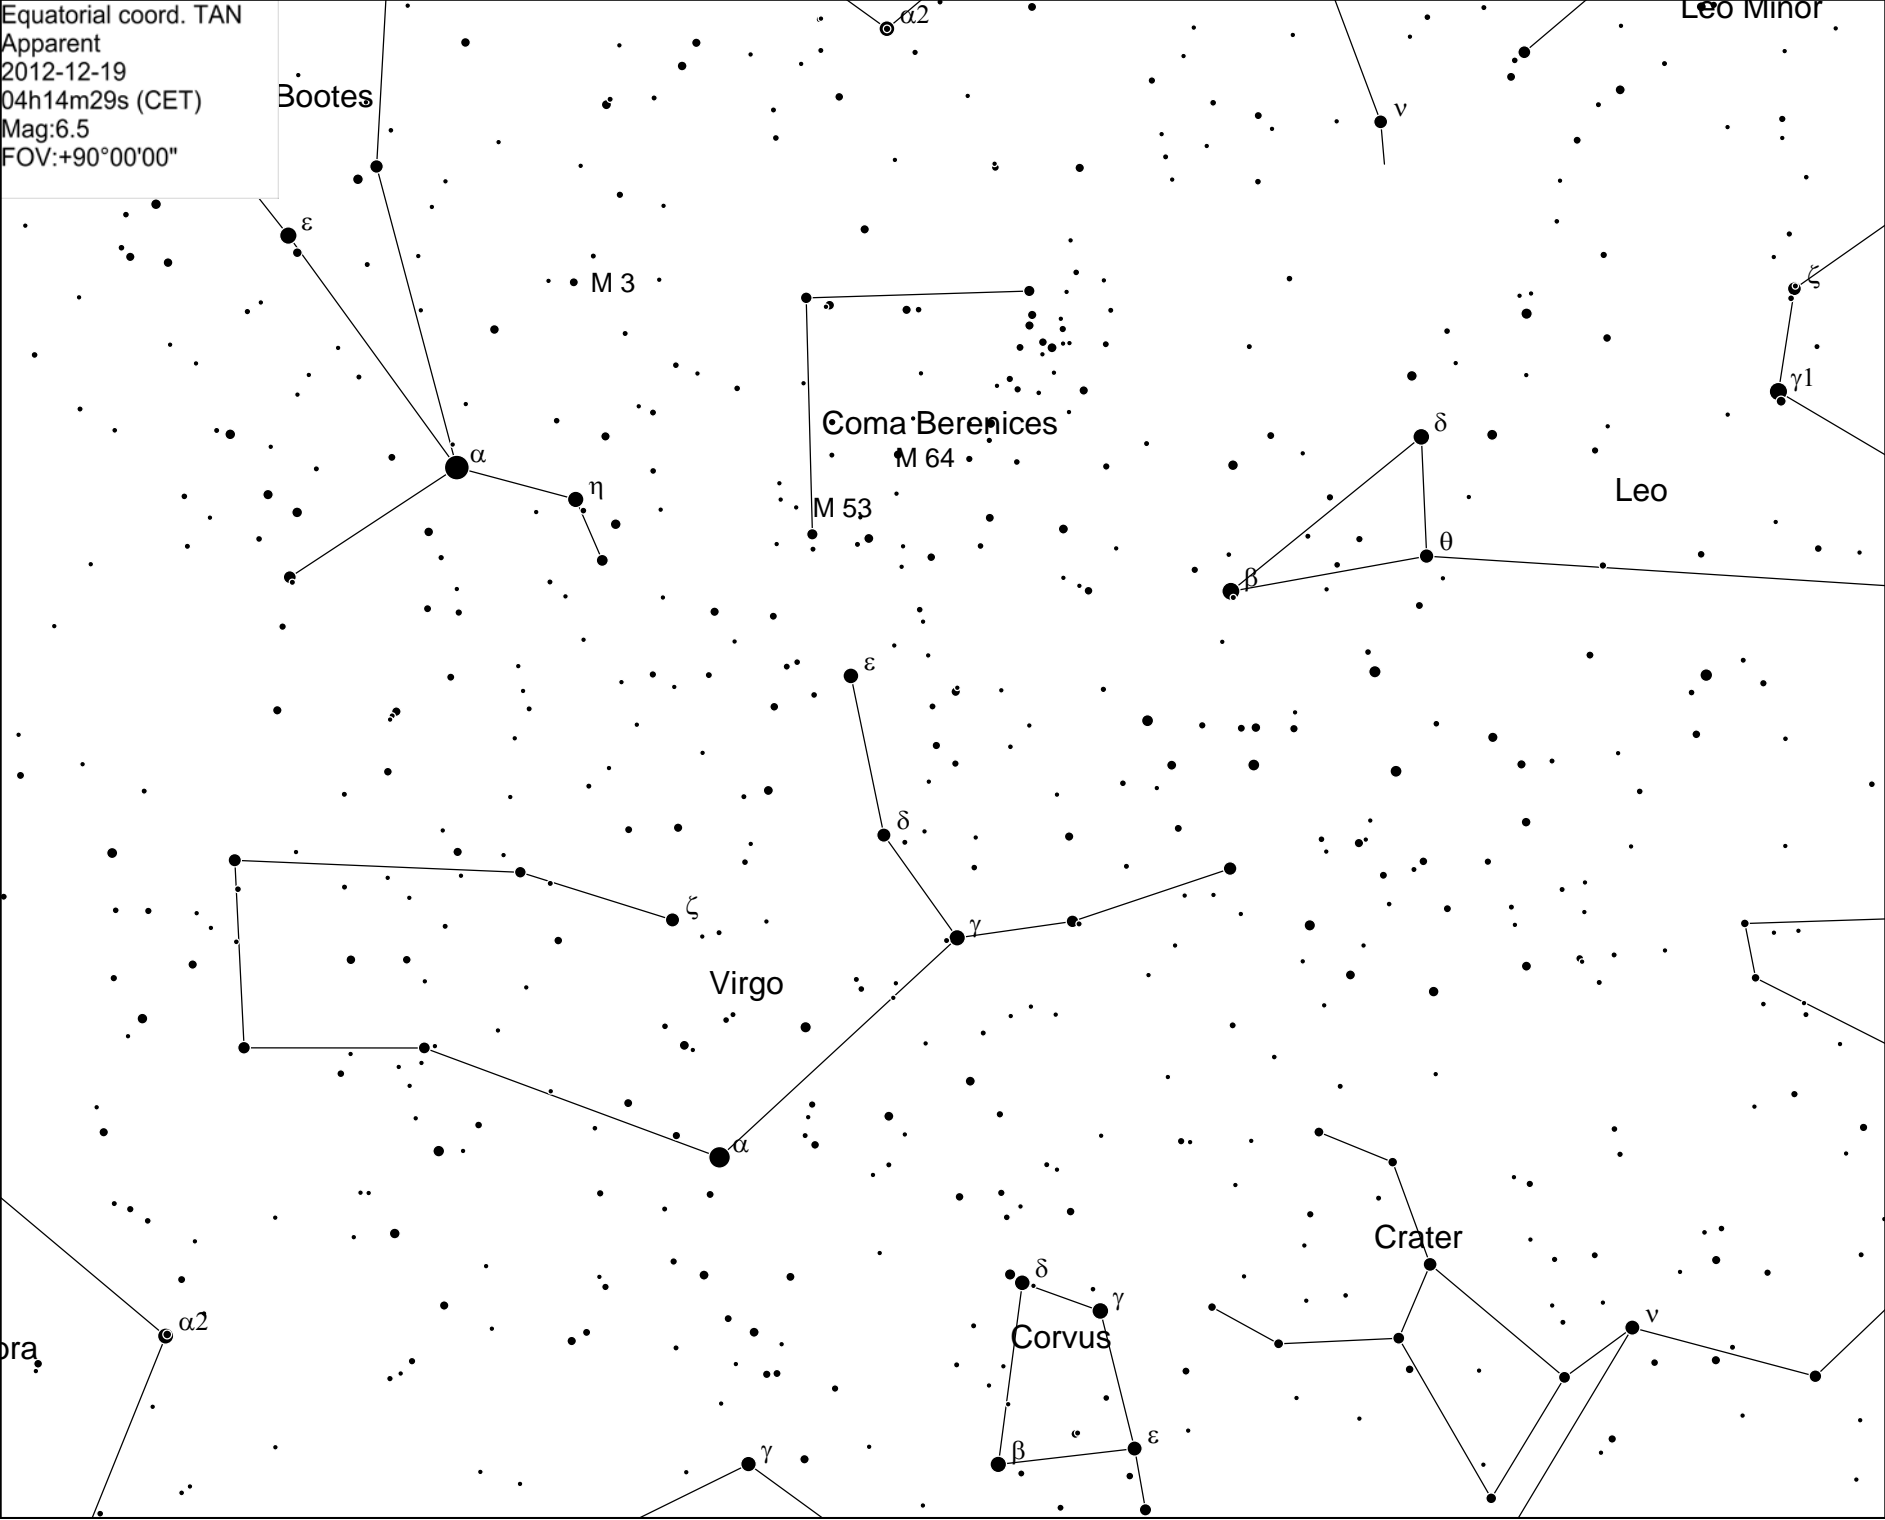 Equatorial coord. TAN
Apparent
2012-12-19
04h14m29s (CET)
Mag:6.5
FOV:+90°00'00"
α2
Leo Minor
Bootes
ν
ε
M 3
ζ
γ1
Coma Berenices
δ
α
M 64
η
Leo
M 53
θ
β
ε
δ
ζ
γ
Virgo
α
Crater
δ
γ
α2
ν
Corvus
ora
β
ε
γ